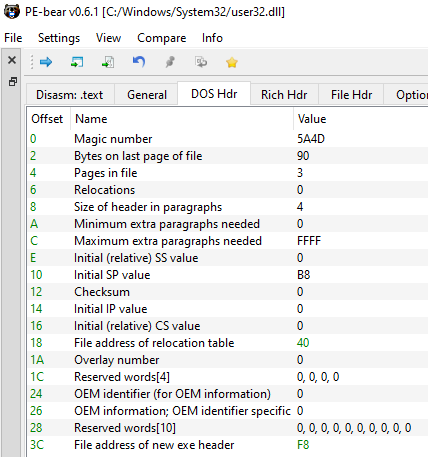 PE-bear v0.6.1 [C:/Windows/System32/user32.dll]
File Settings View Compare Info
Disasm: .text General DOS Hdr Rich Hdr File Hdr Option
Offset Name Value
0 Magic number 5A4D
2 Bytes on last page of file 90
4 Pages in file 3
6 Relocations 0
8 Size of header in paragraphs 4
A Minimum extra paragraphs needed 0
C Maximum extra paragraphs needed FFFF
E Initial (relative) SS value 0
10 Initial SP value B8
12 Checksum 0
14 Initial IP value 0
16 Initial (relative) CS value 0
18 File address of relocation table 40
1A Overlay number 0
1C Reserved words[4] 0, 0, 0, 0
24 OEM identifier (for OEM information) 0
26 OEM information; OEM identifier specific 0
28 Reserved words[10] 0, 0, 0, 0, 0, 0, 0, 0, 0, 0
3C File address of new exe header F8